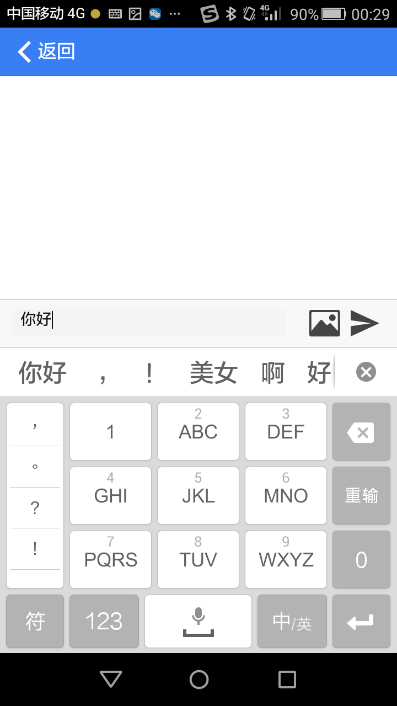 中国移动 4G ... 4G 90% 00:29
返回
你好
你好 , ! 美女 啊 好
, 1 2 ABC 3 DEF
。 4 GHI 5 JKL 6 MNO 重输
?
! 7 PQRS 8 TUV 9 WXYZ 0
符 123 中/英